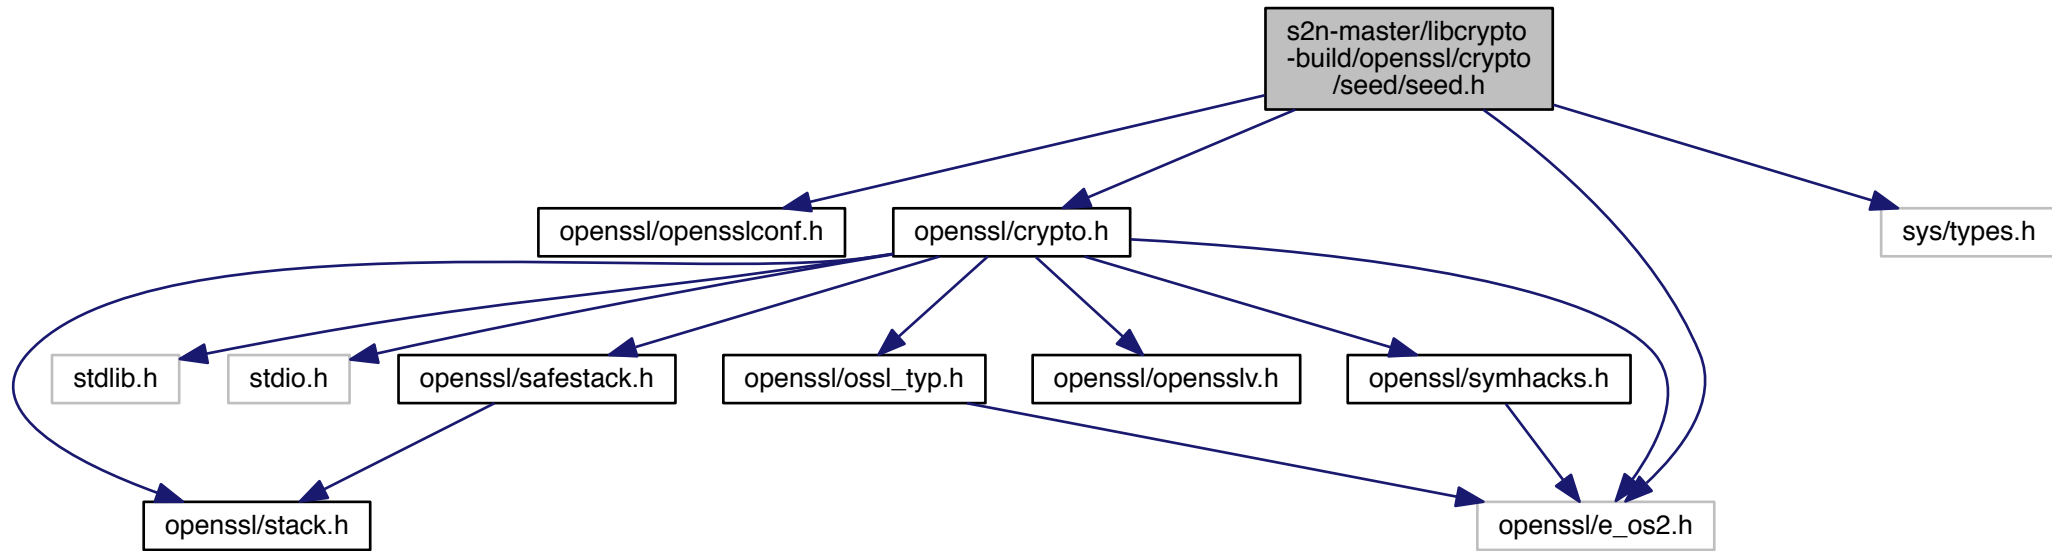 s2n-master/libcrypto
-build/openssl/crypto
/seed/seed.h
openssl/opensslconf.h
openssl/crypto.h
sys/types.h
stdlib.h
stdio.h
openssl/safestack.h
openssl/ossl_typ.h
openssl/opensslv.h
openssl/symhacks.h
openssl/stack.h
openssl/e_os2.h